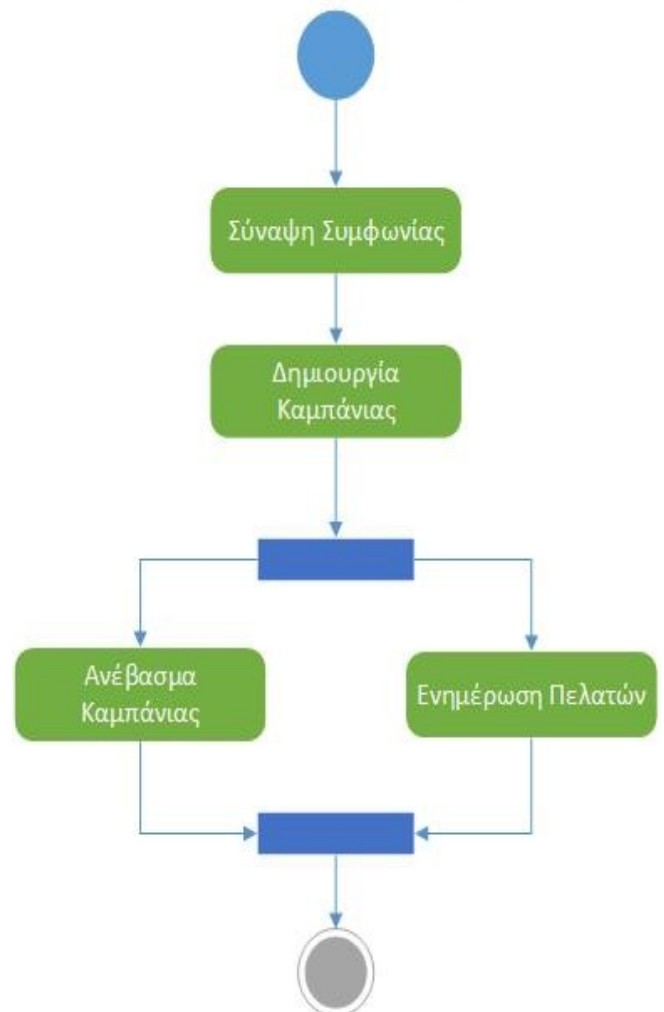 Σύναψη Συμφωνίας
Δημιουργία
Καμπάνιας
Ανέβασμα
Καμπάνιας
Ενημέρωση Πελατών